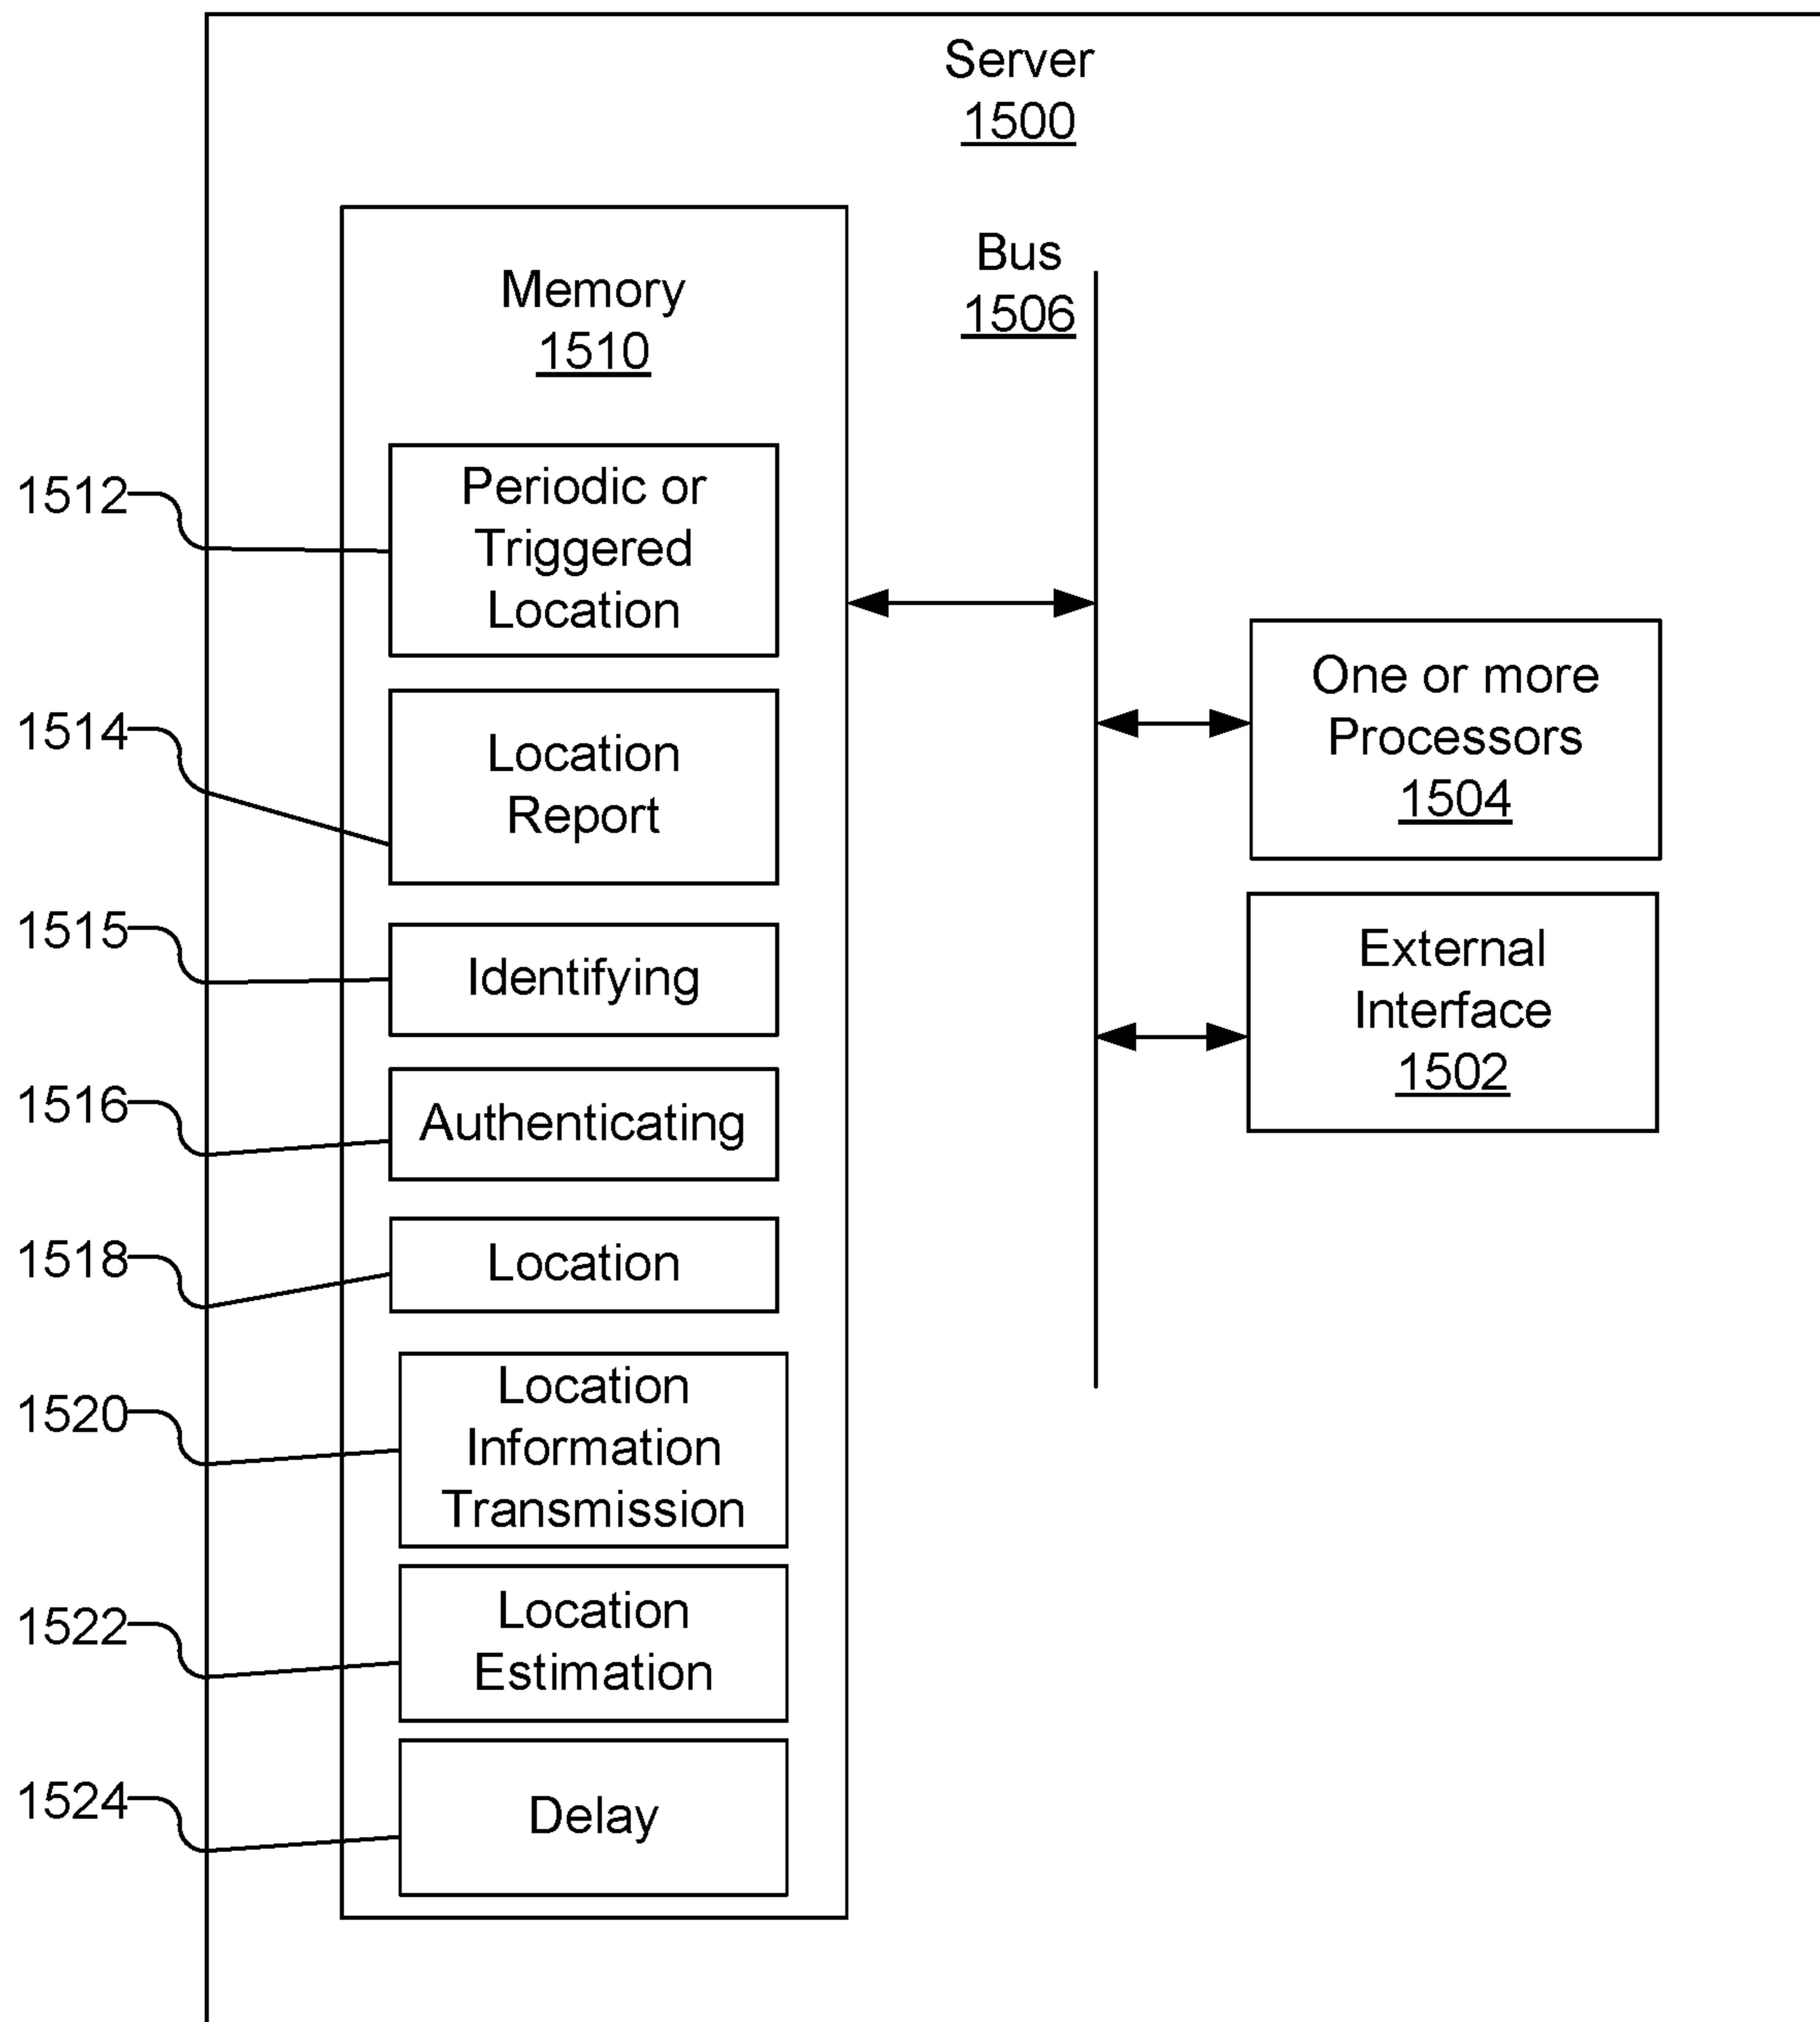 Server
1500
Bus
1506
Memory
1510
1512
Periodic or
Triggered
Location
1514
Location
Report
1515
Identifying
1516
Authenticating
1518
Location
1520
Location
Information
Transmission
1522
Location
Estimation
1524
Delay
One or more
Processors
1504
External
Interface
1502